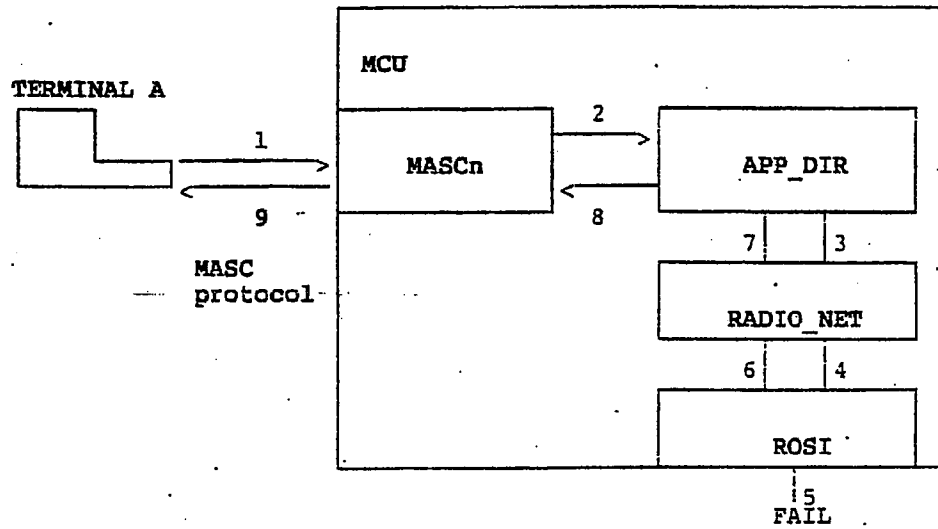 MCU
TERMINAL A
1
2
MASCn
APP_DIR
9
8
7
3
MASC
protocol
RADIO_NET
6
4
ROSI
5
FAIL